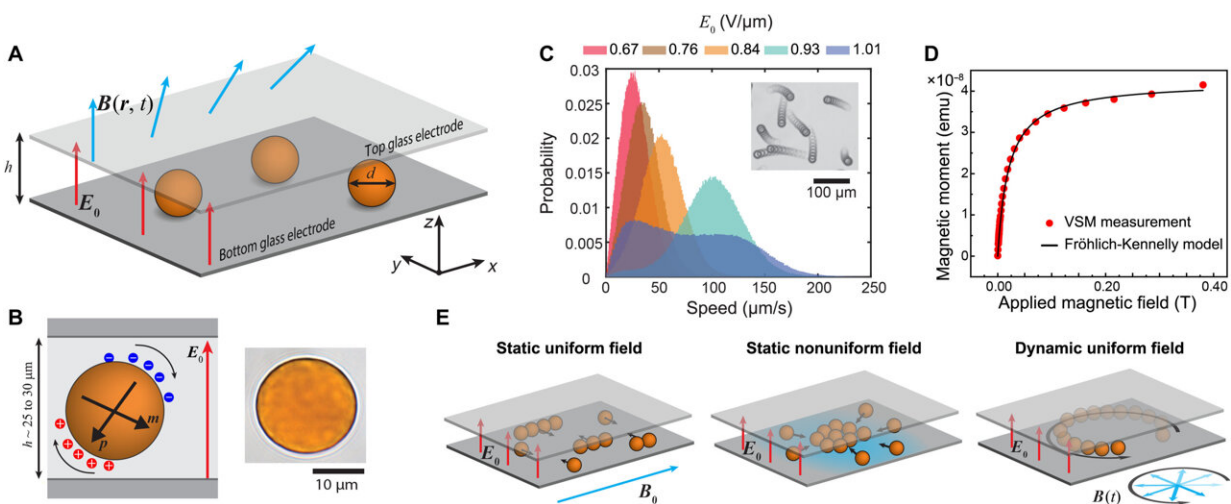 A
B(r, t)
h
E₀
d
Top glass electrode
Bottom glass electrode
z
y
x
B
h ~ 25 to 30 µm
E₀
m
p
10 µm
C
E₀ (V/µm)
0.67 0.76 0.84 0.93 1.01
Probability
0.03
0.025
0.02
0.015
0.01
0.005
0
0 50 100 150 200 250
Speed (µm/s)
100 µm
D
×10⁻⁸
Magnetic moment (emu)
4
3
2
1
0
VSM measurement
Fröhlich-Kennelly model
0.00 0.20 0.40
Applied magnetic field (T)
E
Static uniform field
E₀
B₀
Static nonuniform field
E₀
Dynamic uniform field
E₀
B(t)